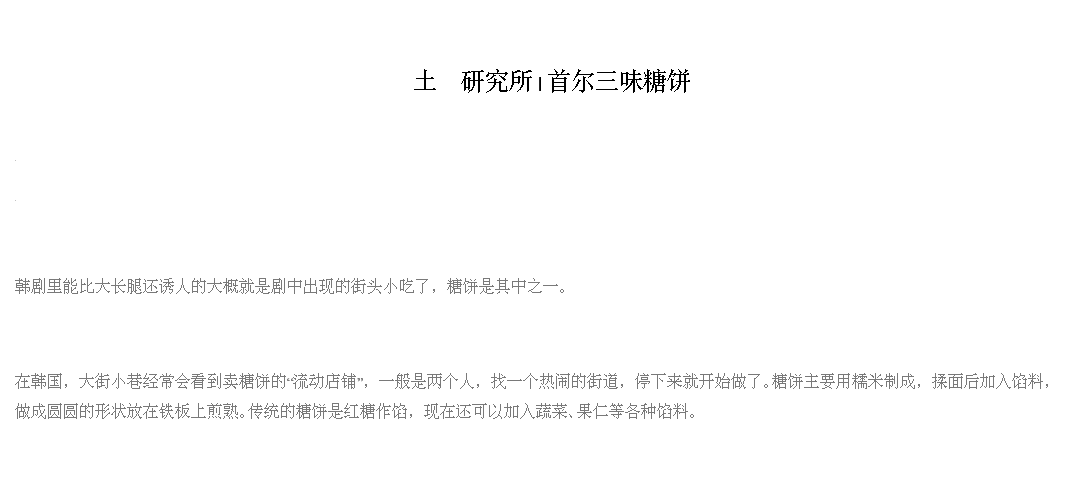 土　研究所 | 首尔三味糖饼
韩剧里能比大长腿还诱人的大概就是剧中出现的街头小吃了，糖饼是其中之一。
在韩国，大街小巷经常会看到卖糖饼的“流动店铺”，一般是两个人，找一个热闹的街道，停下来就开始做了。糖饼主要用糯米制成，揉面后加入馅料，
做成圆圆的形状放在铁板上煎熟。传统的糖饼是红糖作馅，现在还可以加入蔬菜、果仁等各种馅料。